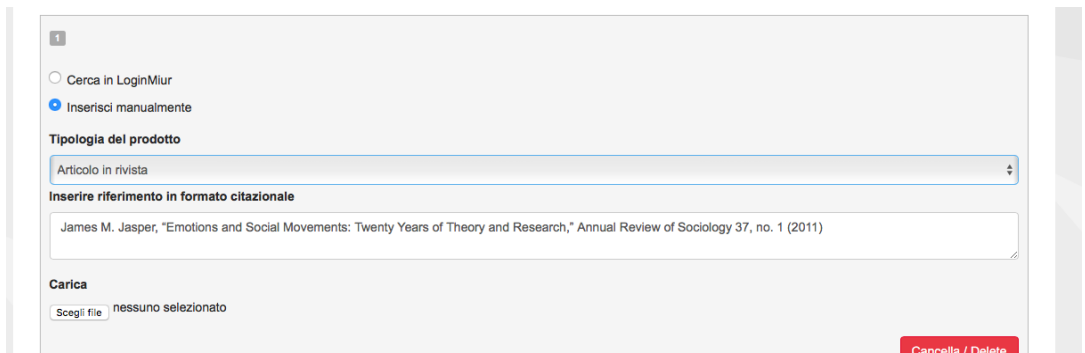 1
Cerca in LoginMiur
Inserisci manualmente
Tipologia del prodotto
Articolo in rivista
Inserire riferimento in formato citazionale
James M. Jasper, "Emotions and Social Movements: Twenty Years of Theory and Research," Annual Review of Sociology 37, no. 1 (2011)
Carica
Scegli file nessuno selezionato
Cancella / Delete